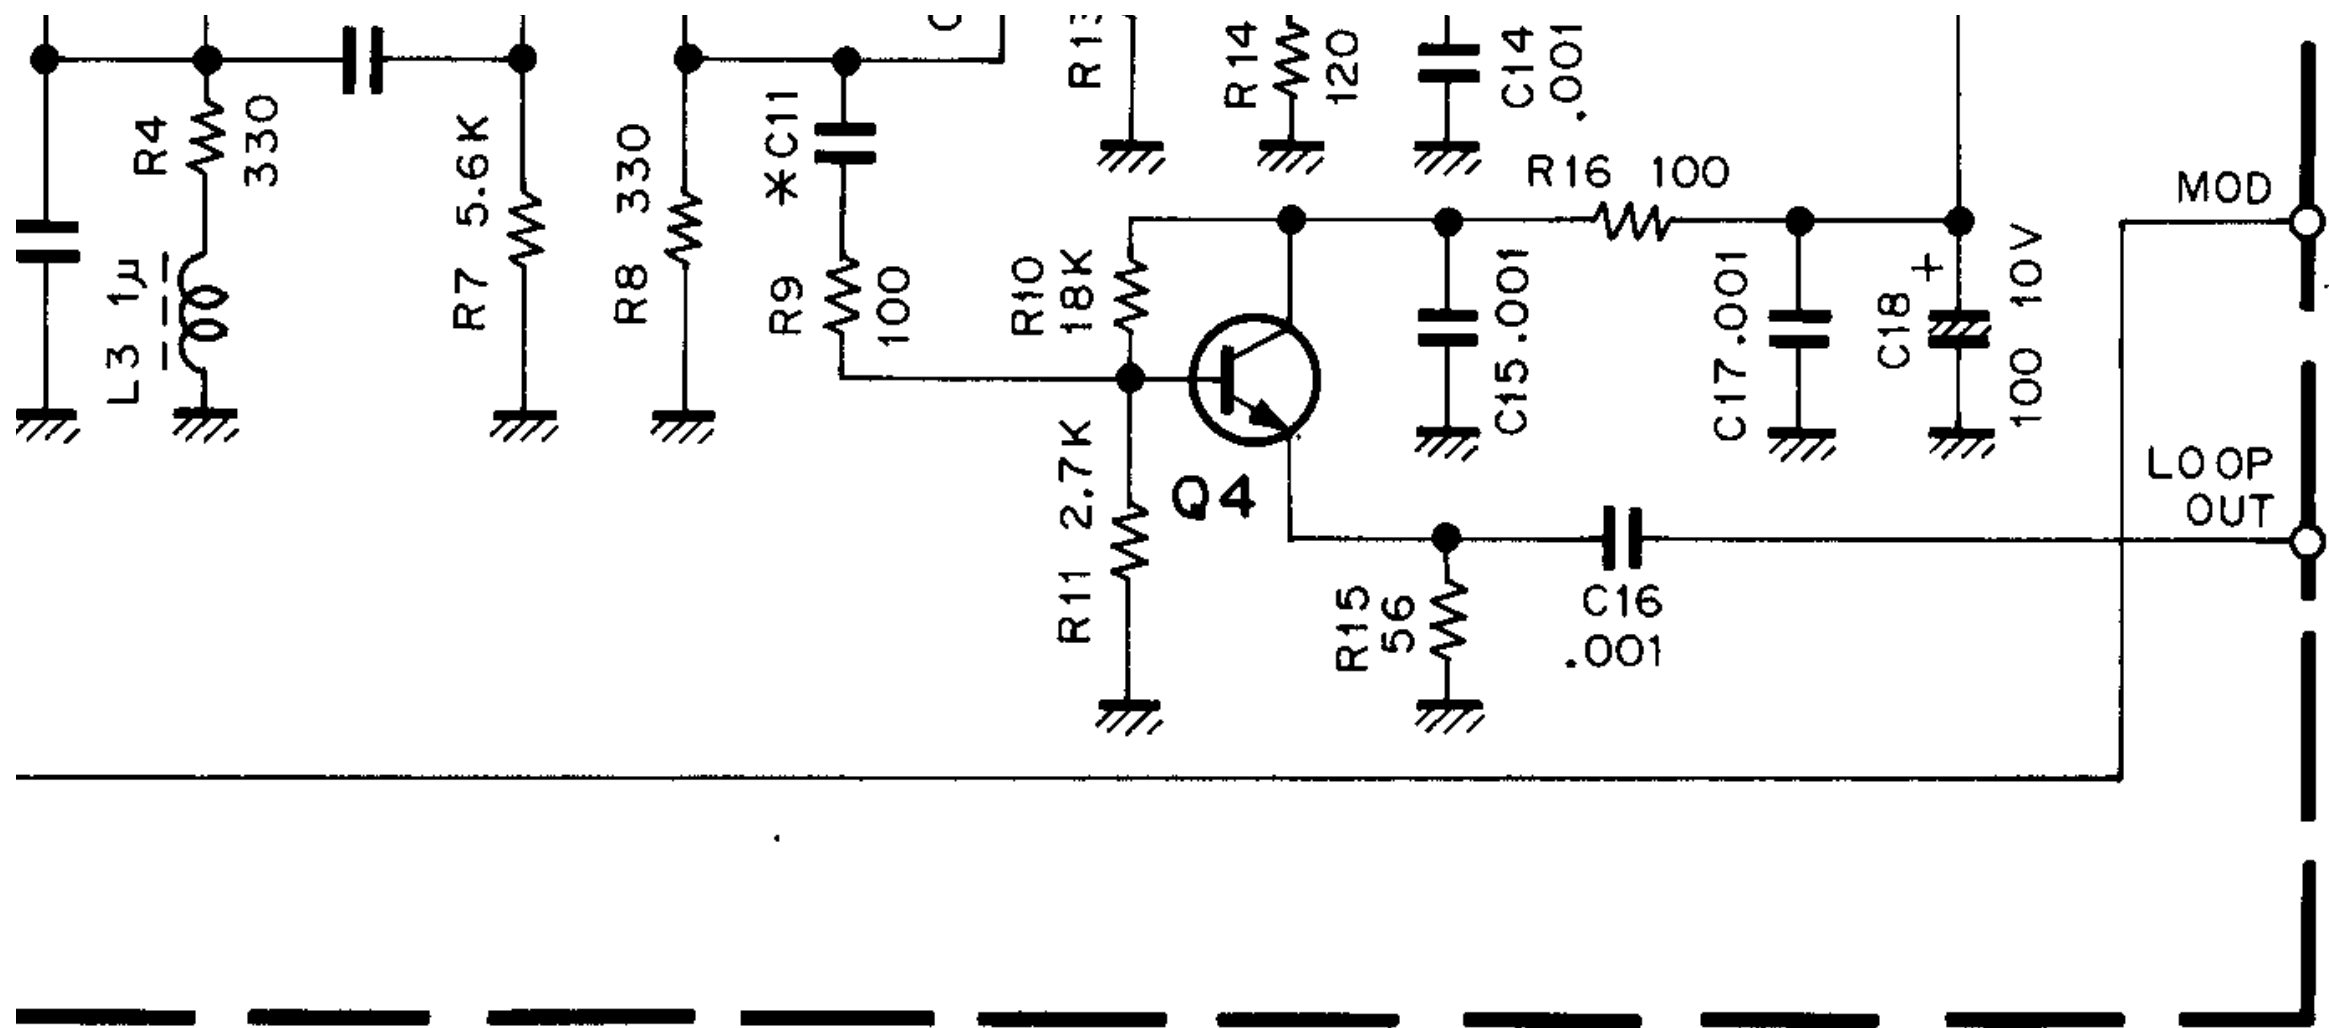 R4
330
L3 1μ
R7 5.6K
R8 330
*C11
R9
100
R10
18K
R11 2.7K
Q4
R14
120
C14
.001
R16 100
C15 .001
C17 .001
+
C18
100 10V
R15
56
C16
.001
MOD
LOOP
OUT